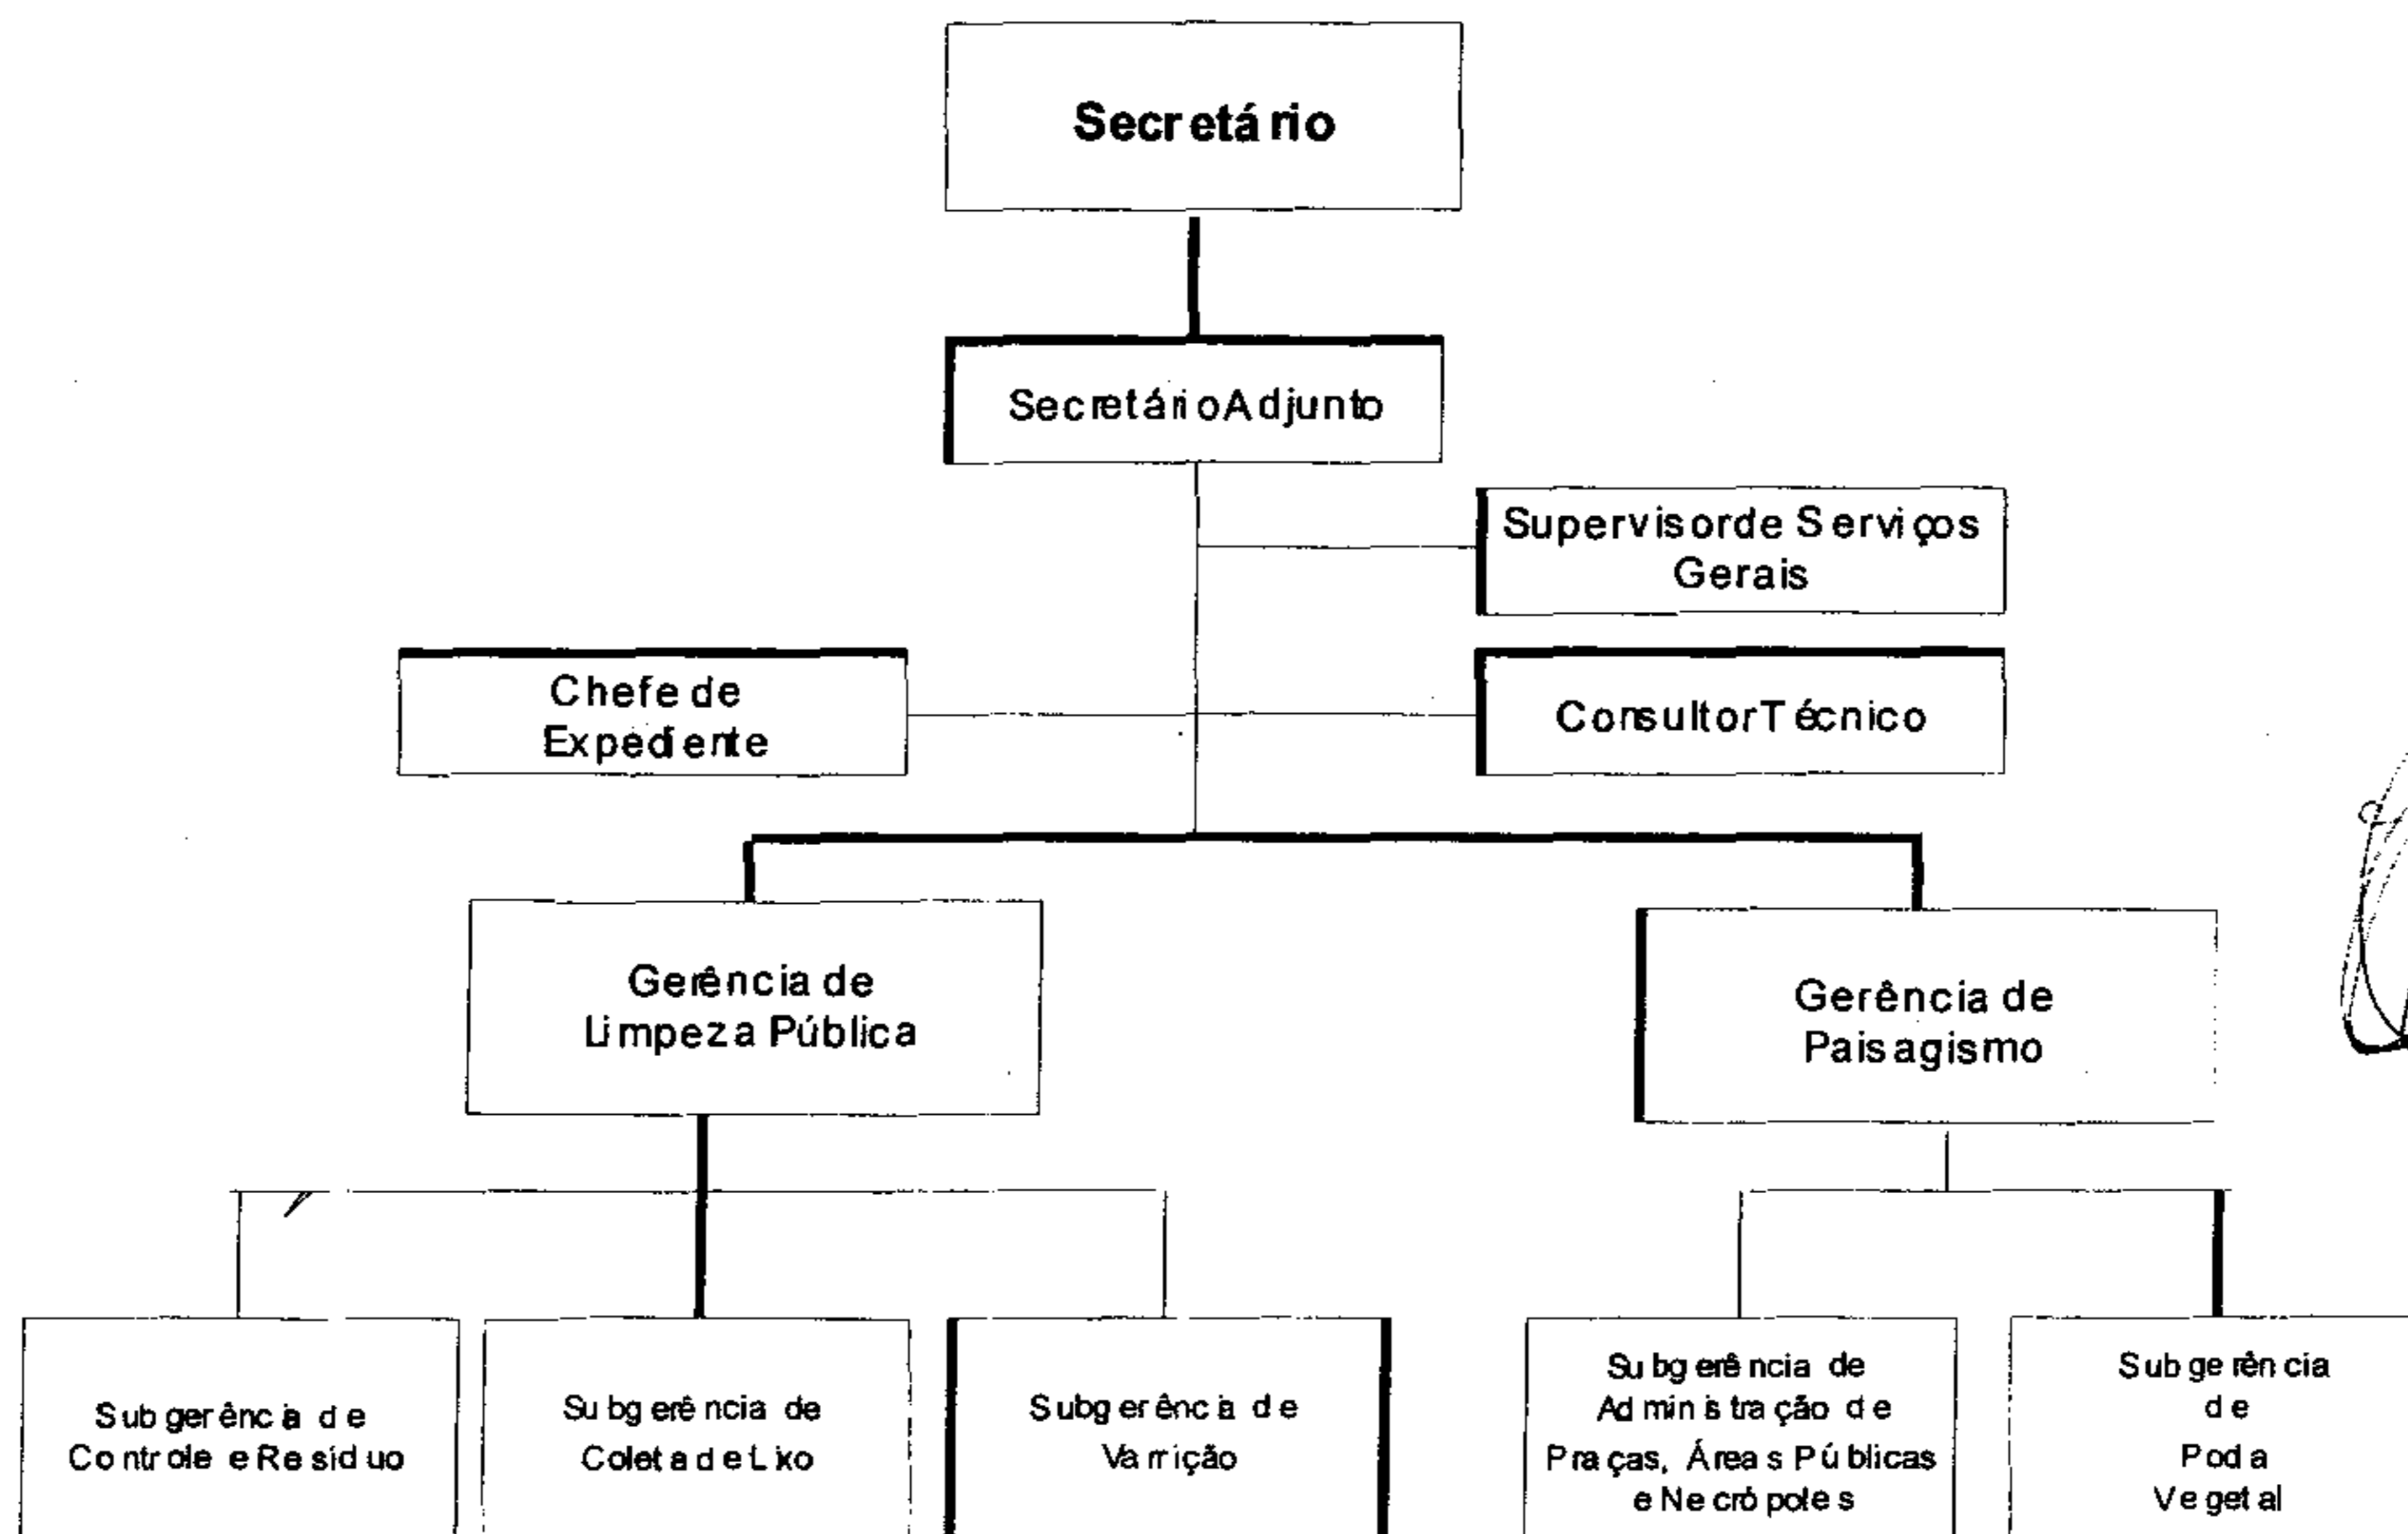 Secretário
Secretário Adjunto
Supervisor de Serviços
Gerais
Chefe de
Expediente
Consultor Técnico
Gerência de
Limpeza Pública
Gerência de
Paisagismo
Subgerência de
Controle e Resíduo
Subgerência de
Coleta de Lixo
Subgerência de
Varrição
Subgerência de
Administração de
Praças, Áreas Públicas
e Necrópoles
Subgerência
de
Poda
Vegetal